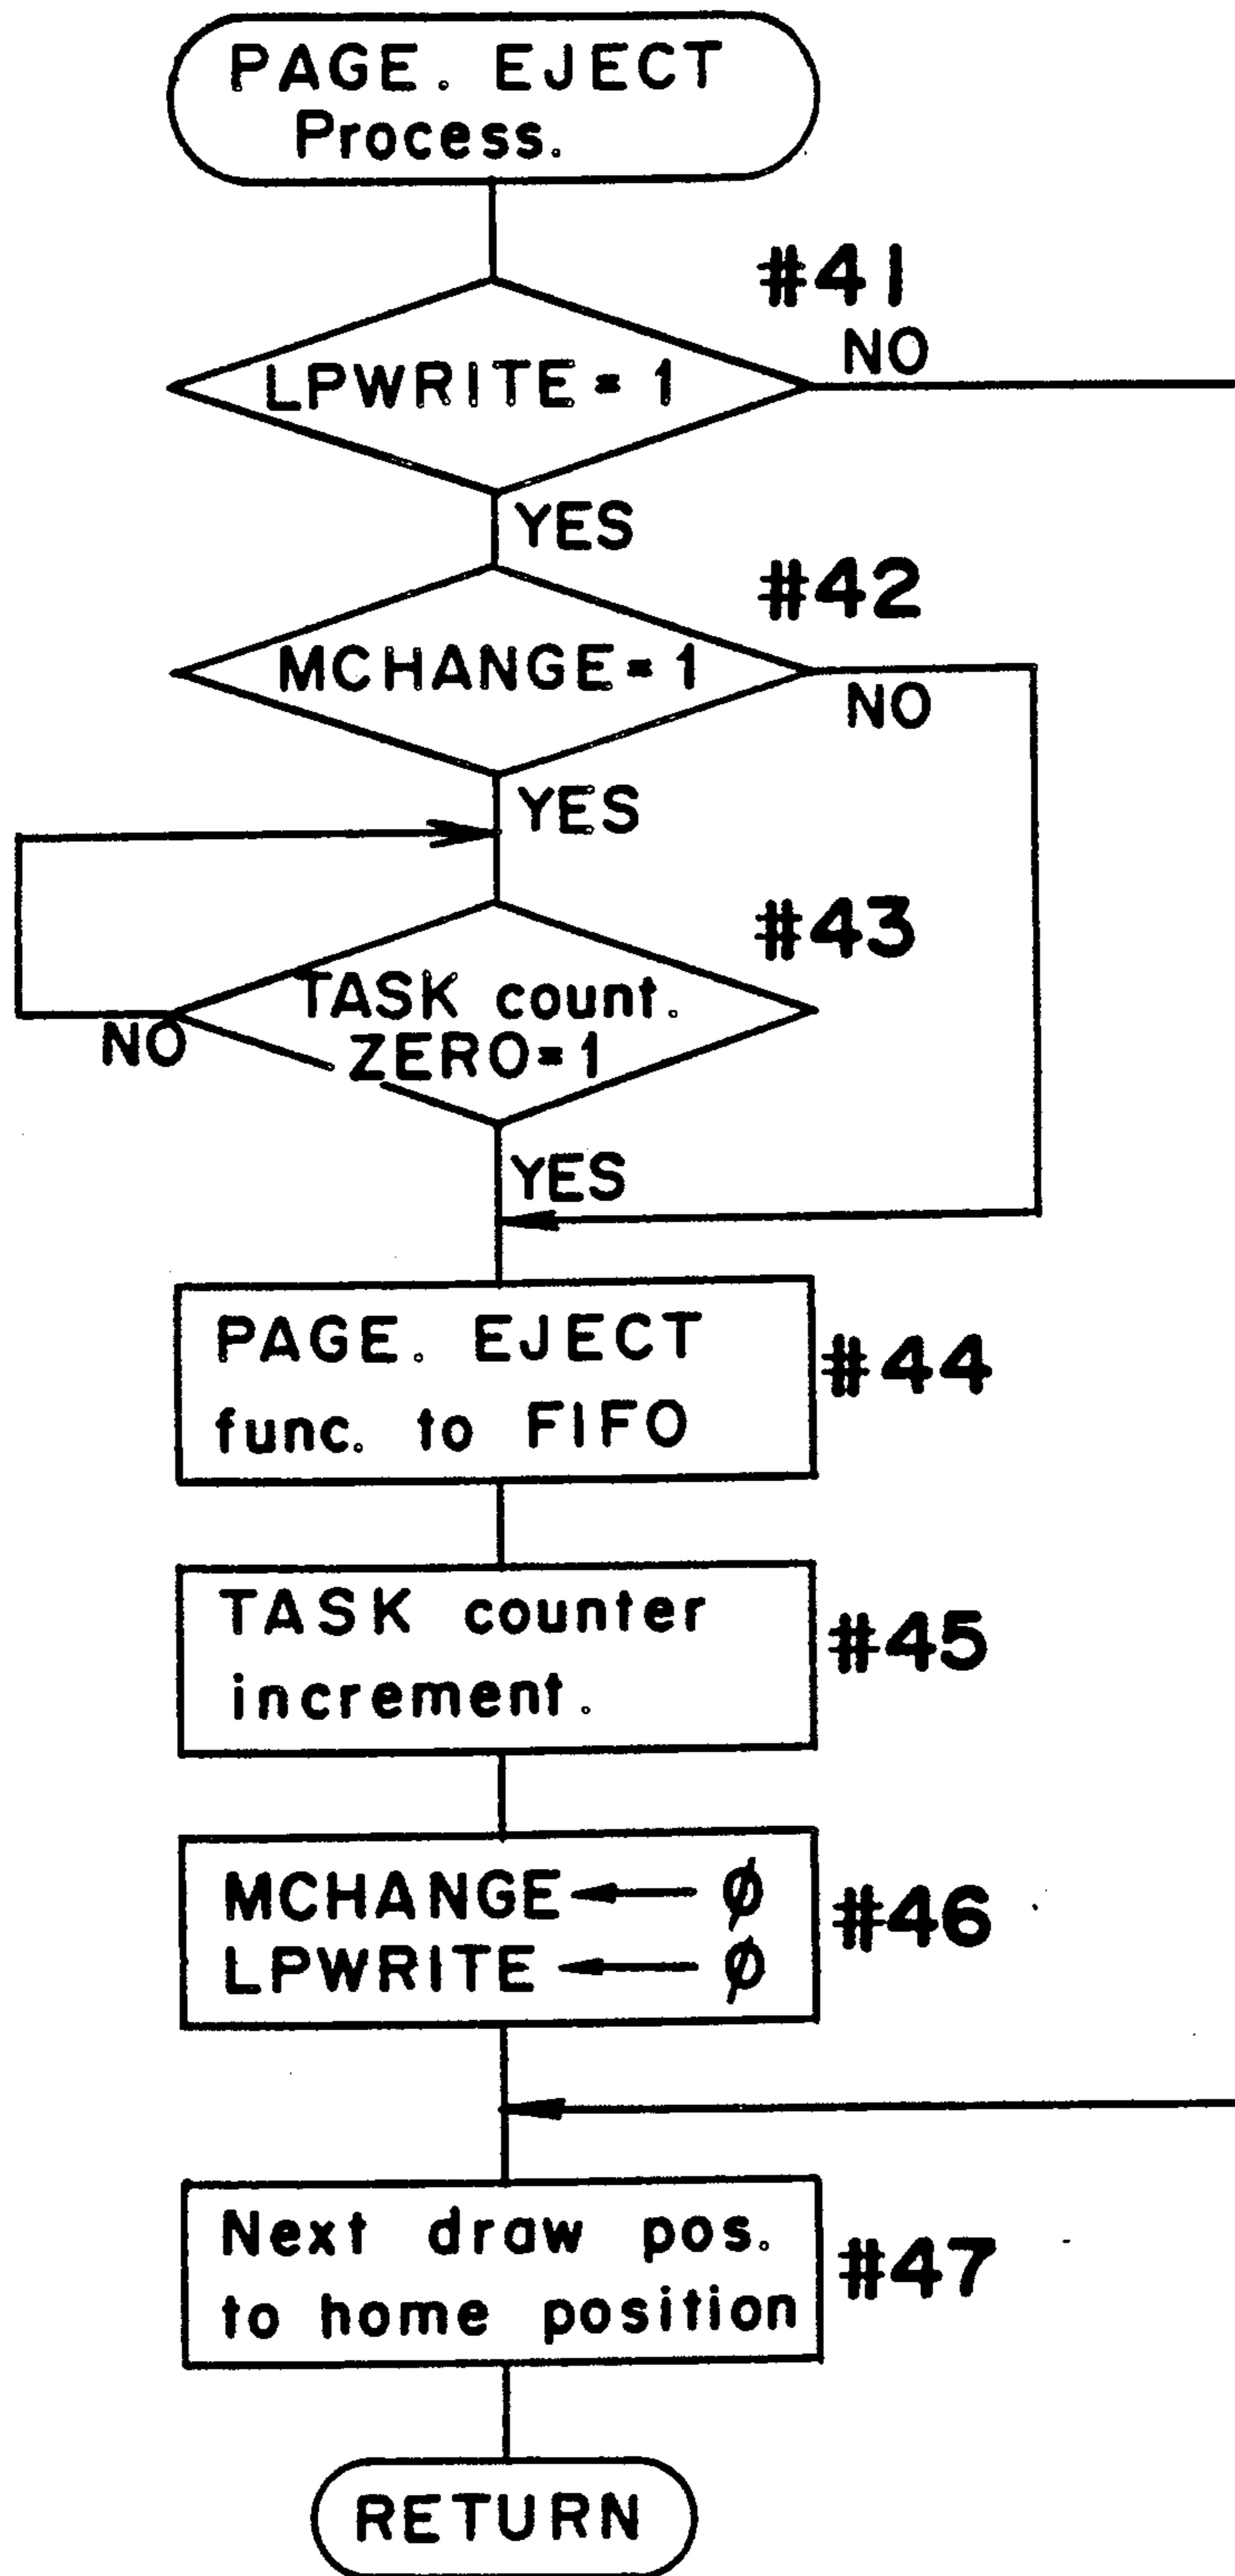 PAGE. EJECT
Process.
#41
NO
LPWRITE = 1
YES
#42
MCHANGE = 1
NO
YES
#43
TASK count.
ZERO = 1
NO
YES
PAGE. EJECT
func. to FIFO
#44
TASK counter
increment.
#45
MCHANGE ← ∅
LPWRITE ← ∅
#46
Next draw pos.
to home position
#47
RETURN